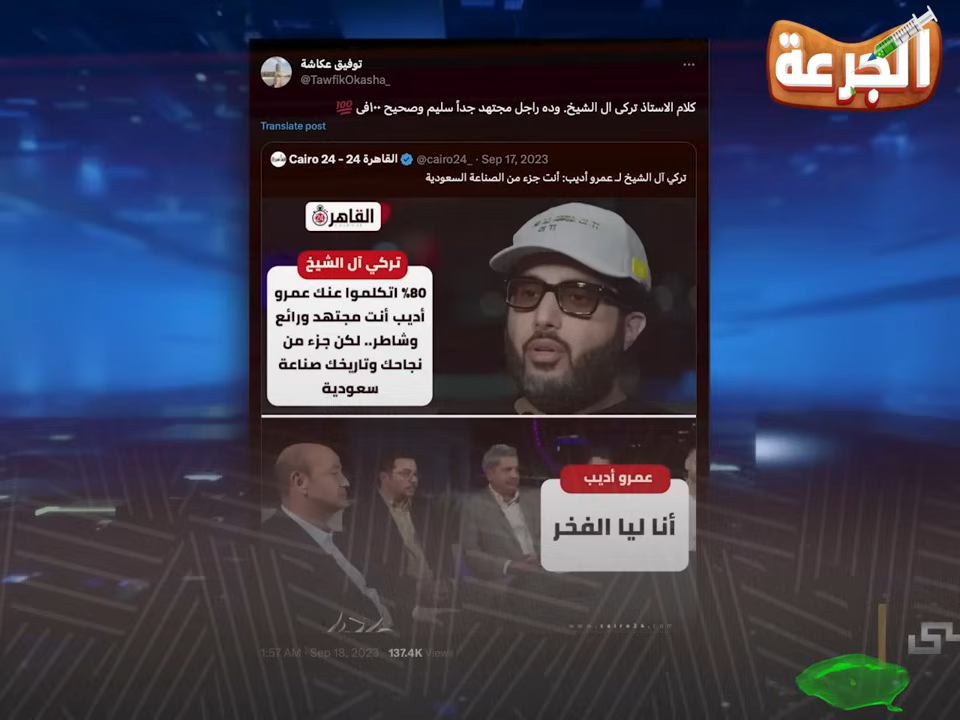 الجرعة
توفيق عكاشة
@TawfikOkasha_
كلام الاستاذ تركى ال الشيخ. وده راجل مجتهد جداً سليم وصحيح ١٠٠فى 💯
Translate post
Cairo 24 - القاهرة 24 @cairo24_ · Sep 17, 2023
تركي آل الشيخ لـ عمرو أديب: أنت جزء من الصناعة السعودية
القاهرة 24
تركي آل الشيخ
80% اتكلموا عنك عمرو
أديب أنت مجتهد ورائع
وشاطر.. لكن جزء من
نجاحك وتاريخك صناعة
سعودية
عمرو أديب
أنا ليا الفخر
www.cairo24.com
1:57 AM · Sep 18, 2023 · 137.4K Views